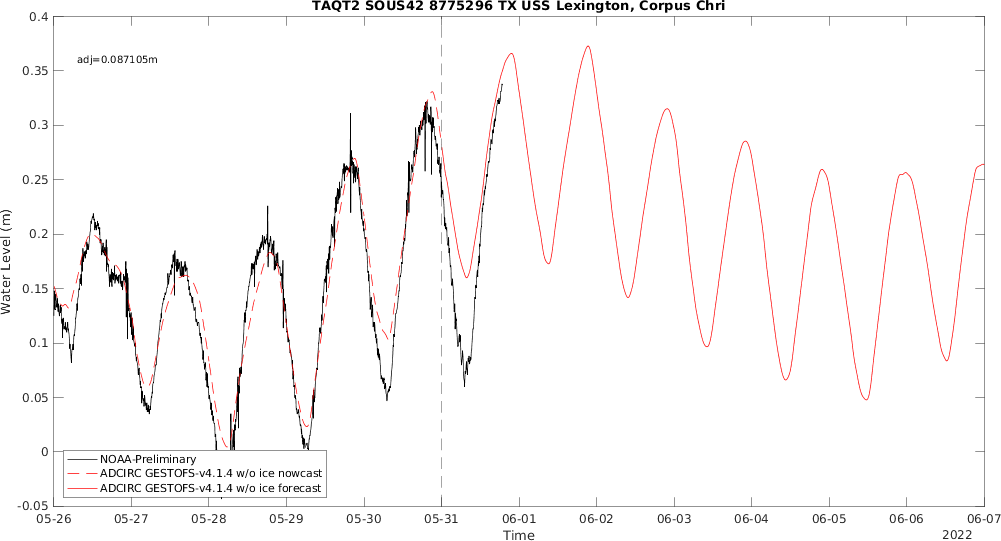 TAQT2 SOUS42 8775296 TX USS Lexington, Corpus Chri
adj=0.087105m
0.4
0.35
0.3
0.25
0.2
0.15
0.1
0.05
0
-0.05
Water Level (m)
NOAA-Preliminary
ADCIRC GESTOFS-v4.1.4 w/o ice nowcast
ADCIRC GESTOFS-v4.1.4 w/o ice forecast
05-26 05-27 05-28 05-29 05-30 05-31 06-01 06-02 06-03 06-04 06-05 06-06 06-07
Time
2022